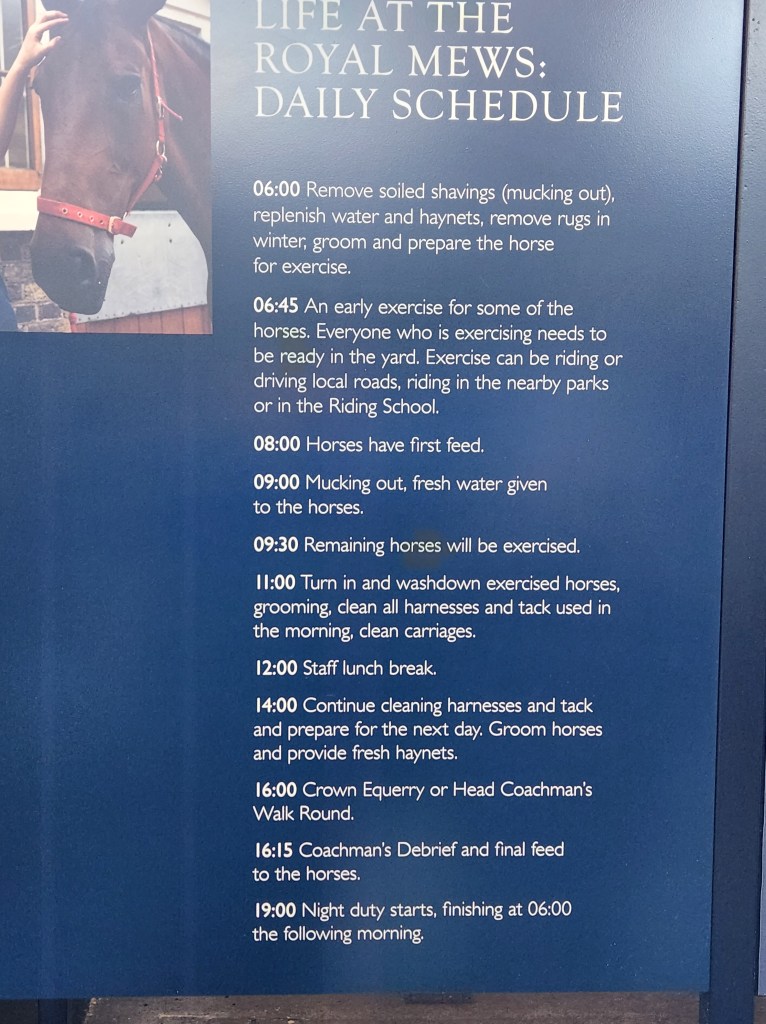 LIFE AT THE
ROYAL MEWS:
DAILY SCHEDULE
06:00 Remove soiled shavings (mucking out),
replenish water and haynets, remove rugs in
winter, groom and prepare the horse
for exercise.
06:45 An early exercise for some of the
horses. Everyone who is exercising needs to
be ready in the yard. Exercise can be riding or
driving local roads, riding in the nearby parks
or in the Riding School.
08:00 Horses have first feed.
09:00 Mucking out, fresh water given
to the horses.
09:30 Remaining horses will be exercised.
11:00 Turn in and washdown exercised horses,
grooming, clean all harnesses and tack used in
the morning, clean carriages.
12:00 Staff lunch break.
14:00 Continue cleaning harnesses and tack
and prepare for the next day. Groom horses
and provide fresh haynets.
16:00 Crown Equerry or Head Coachman's
Walk Round.
16:15 Coachman's Debrief and final feed
to the horses.
19:00 Night duty starts, finishing at 06:00
the following morning.